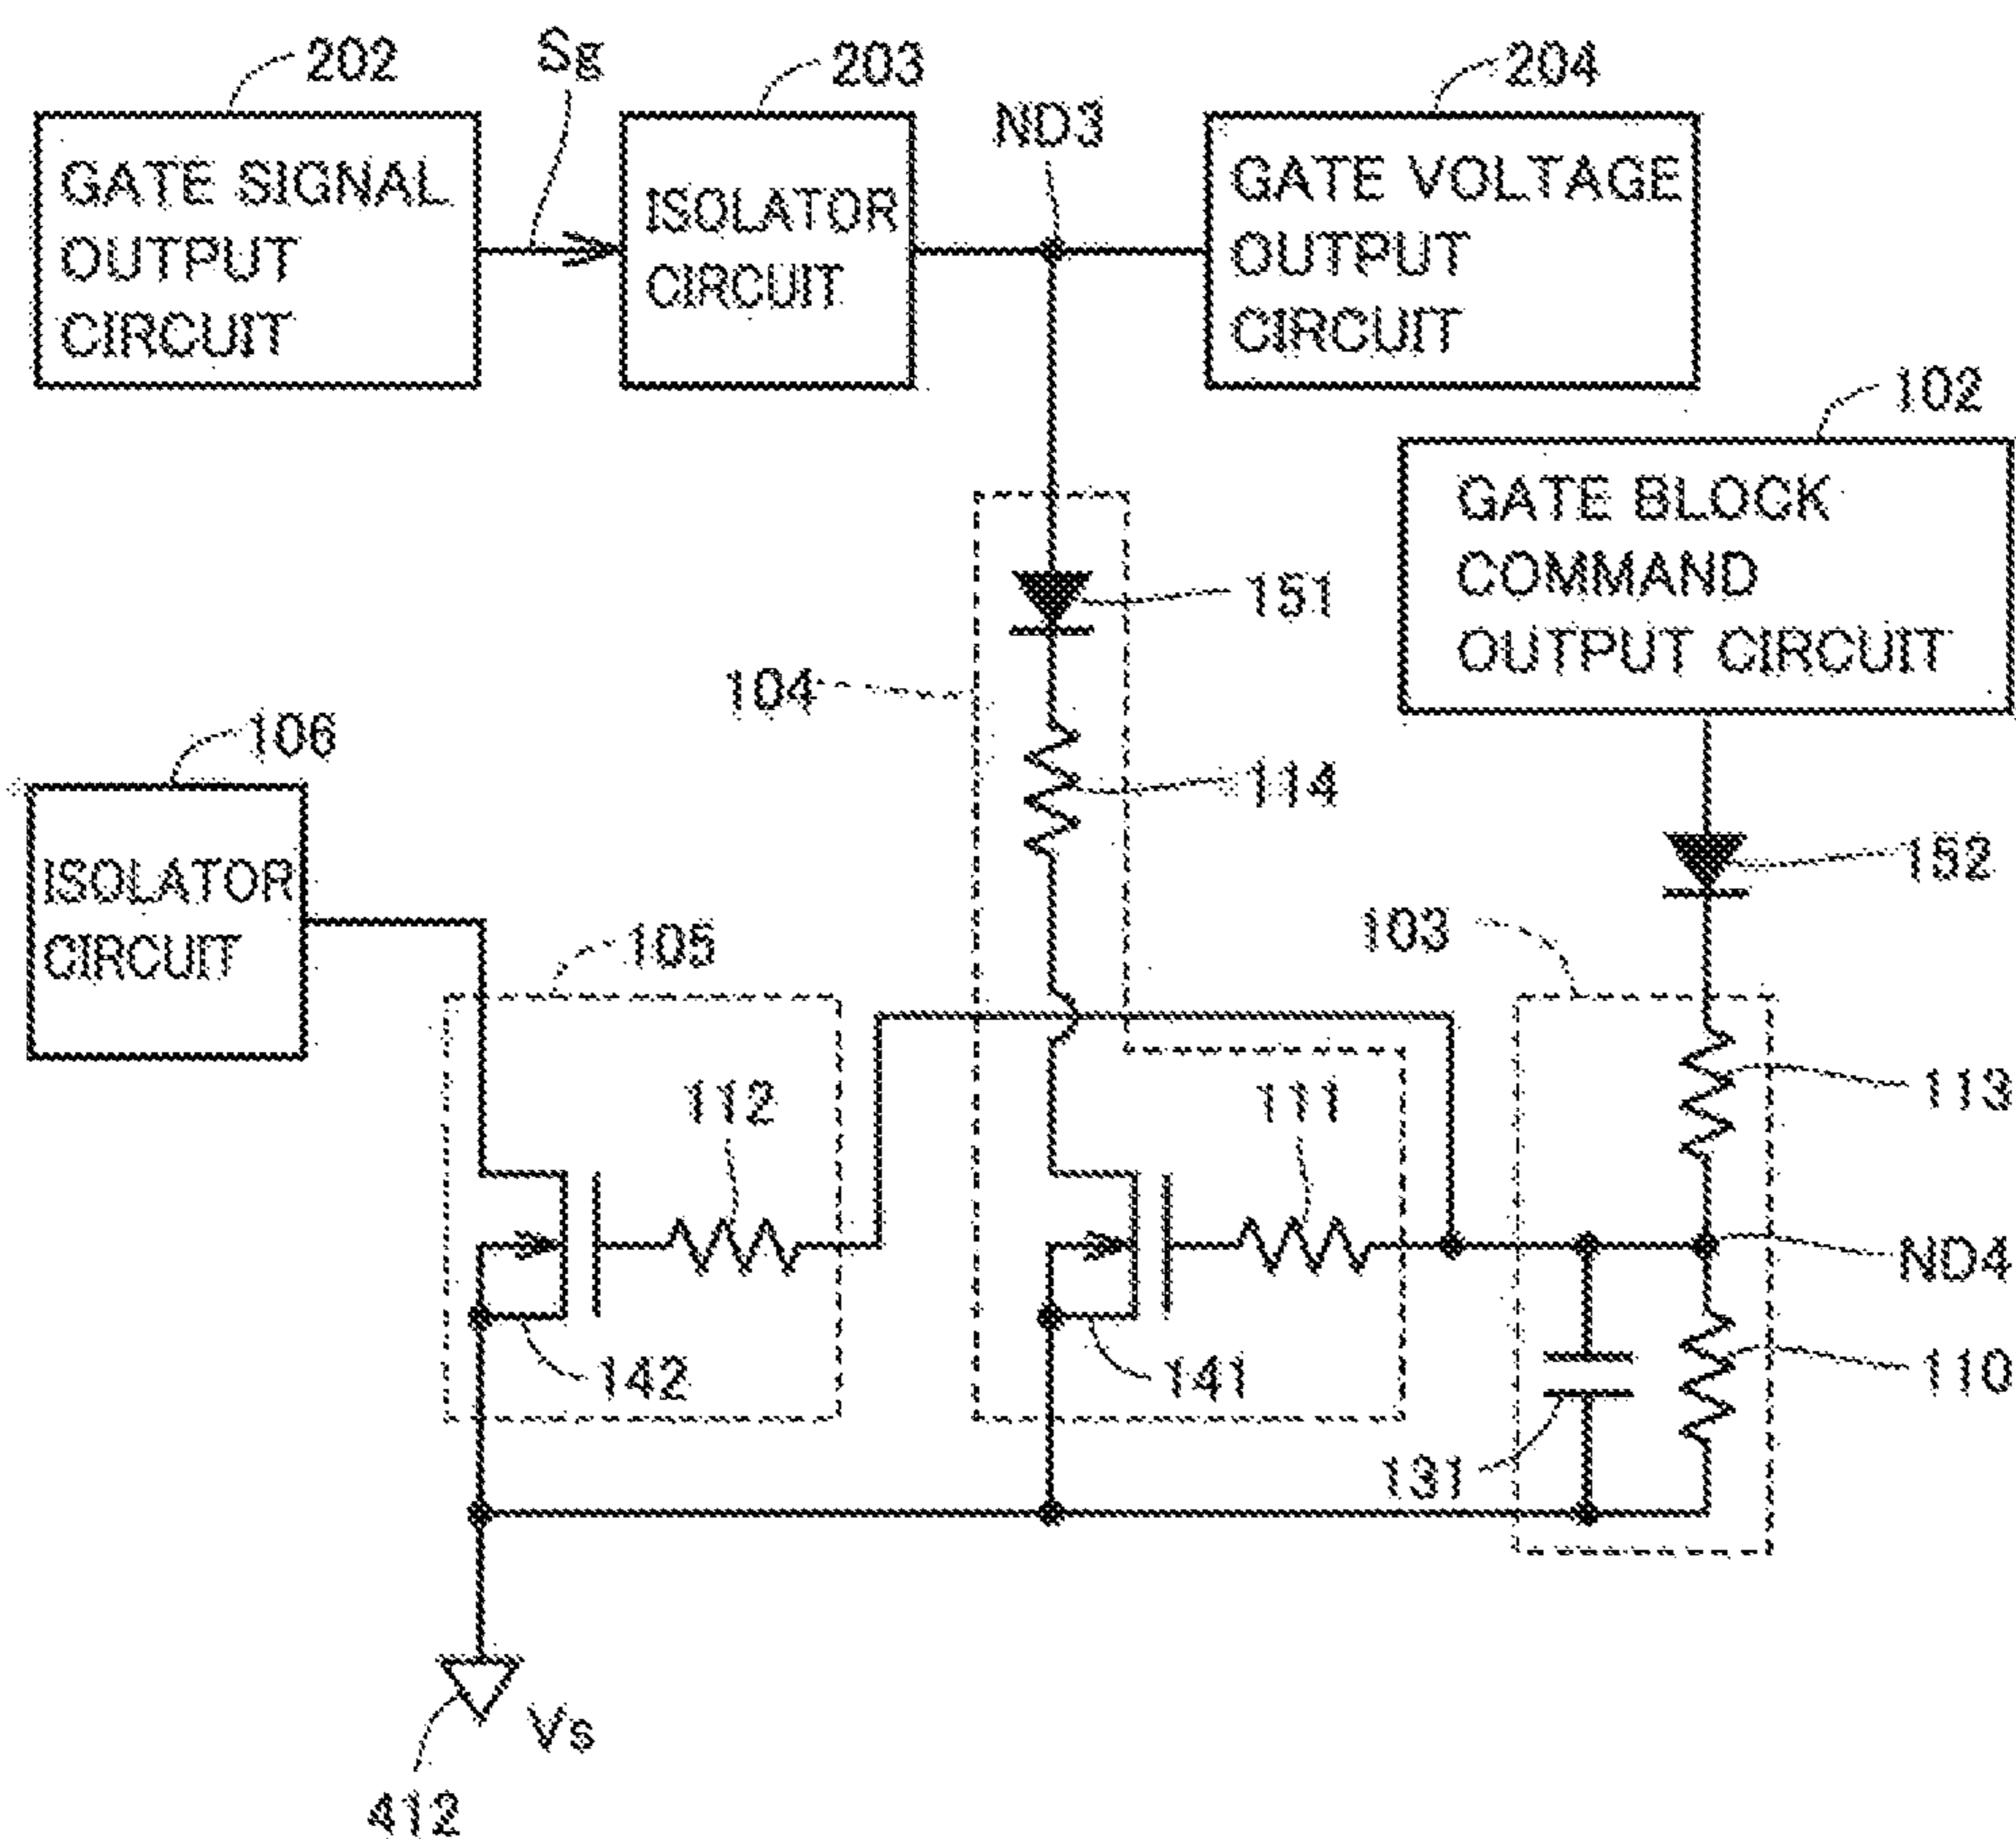 202
Sg
203
204
ND3
GATE SIGNAL
OUTPUT
CIRCUIT
ISOLATOR
CIRCUIT
GATE VOLTAGE
OUTPUT
CIRCUIT
102
GATE BLOCK
COMMAND
OUTPUT CIRCUIT
151
104
106
114
ISOLATOR
CIRCUIT
152
105
103
112
111
113
ND4
142
141
110
131
Vs
412